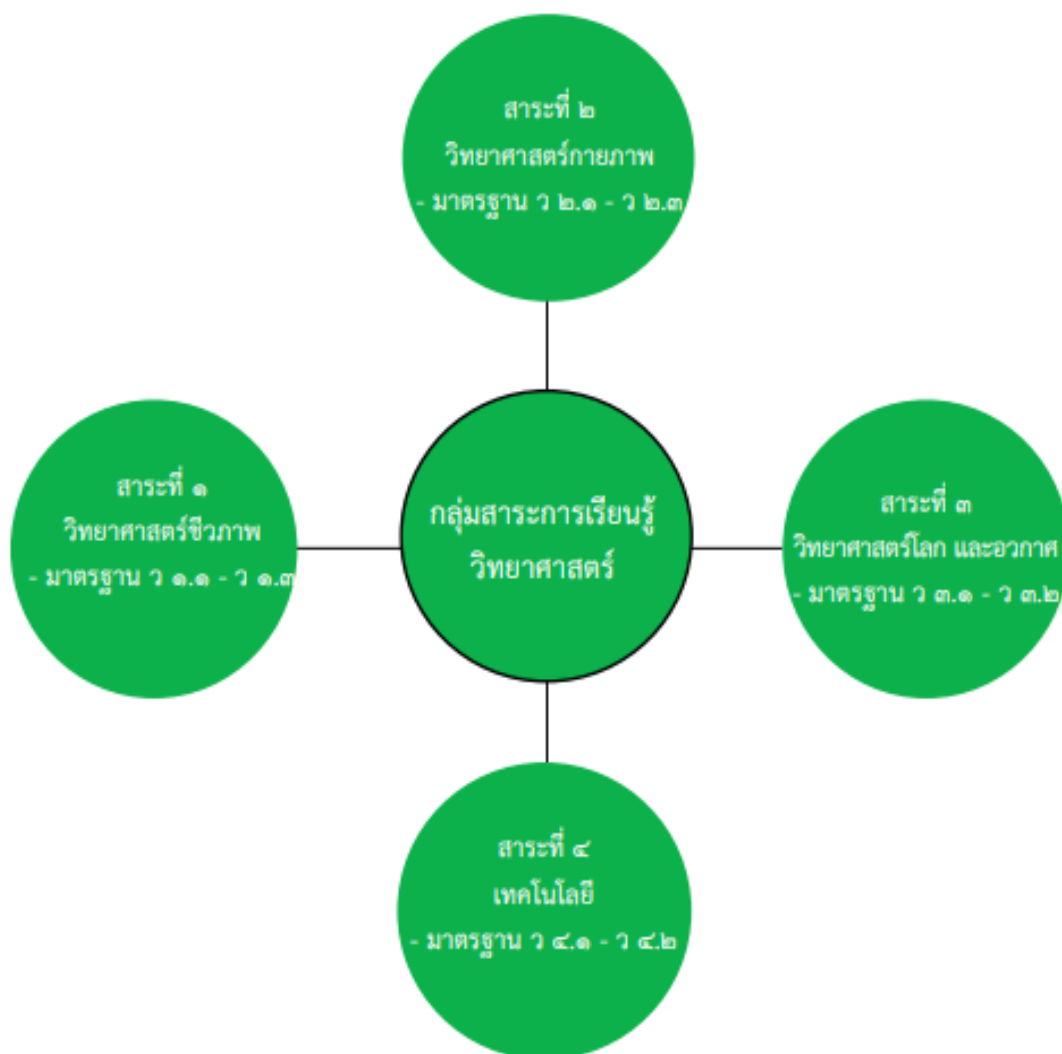 สาระที่ ๒
วิทยาศาสตร์กายภาพ
- มาตรฐาน ว ๒.๑ - ว ๒.๓
สาระที่ ๑
วิทยาศาสตร์ชีวภาพ
- มาตรฐาน ว ๑.๑ - ว ๑.๓
กลุ่มสาระการเรียนรู้
วิทยาศาสตร์
สาระที่ ๓
วิทยาศาสตร์โลก และอวกาศ
- มาตรฐาน ว ๓.๑ - ว ๓.๒
สาระที่ ๔
เทคโนโลยี
- มาตรฐาน ว ๔.๑ - ว ๔.๒